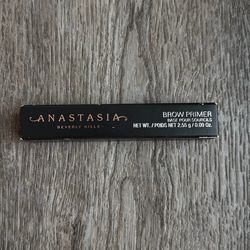 ANASTASIA
BEVERLY HILLS
BROW PRIMER
BASE POUR SOURCILS
NET WT. / POIDS NET 2.55 g / 0.09 Oz.